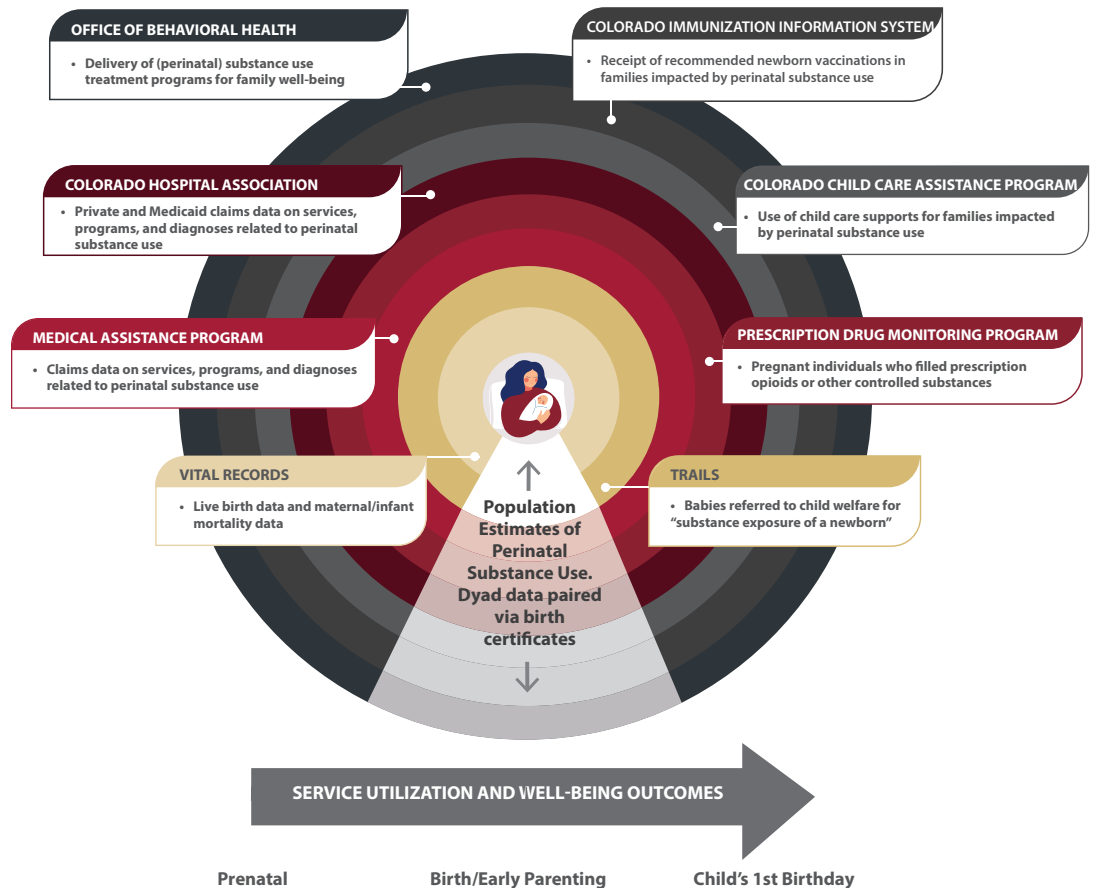 OFFICE OF BEHAVIORAL HEALTH
• Delivery of (perinatal) substance use
treatment programs for family well-being
COLORADO IMMUNIZATION INFORMATION SYSTEM
• Receipt of recommended newborn vaccinations in
families impacted by perinatal substance use
COLORADO HOSPITAL ASSOCIATION
• Private and Medicaid claims data on services,
programs, and diagnoses related to perinatal
substance use
COLORADO CHILD CARE ASSISTANCE PROGRAM
• Use of child care supports for families impacted
by perinatal substance use
MEDICAL ASSISTANCE PROGRAM
• Claims data on services, programs, and diagnoses
related to perinatal substance use
PRESCRIPTION DRUG MONITORING PROGRAM
• Pregnant individuals who filled prescription
opioids or other controlled substances
VITAL RECORDS
• Live birth data and maternal/infant
mortality data
TRAILS
• Babies referred to child welfare for
“substance exposure of a newborn”
Population
Estimates of
Perinatal
Substance Use.
Dyad data paired
via birth
certificates
SERVICE UTILIZATION AND WELL-BEING OUTCOMES
Prenatal
Birth/Early Parenting
Child’s 1st Birthday